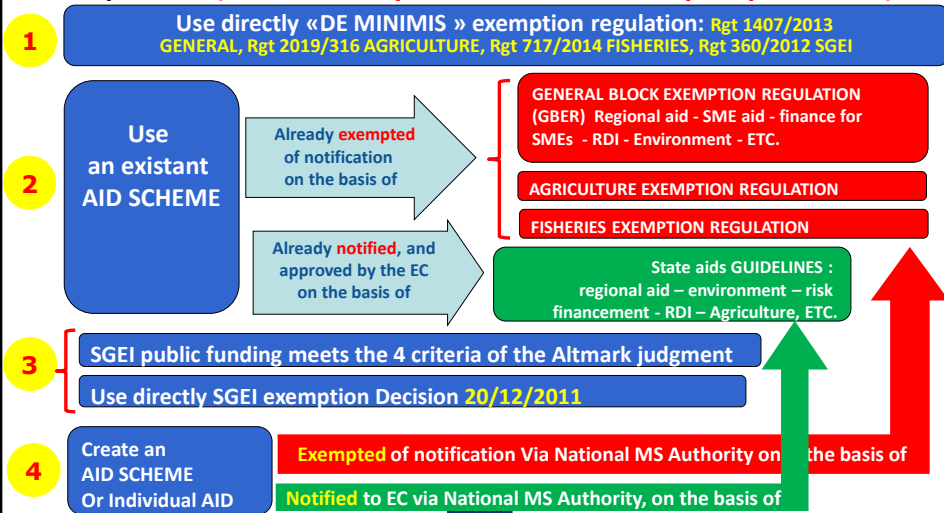 1
Use directly «DE MINIMIS » exemption regulation: Rgt 1407/2013
GENERAL, Rgt 2019/316 AGRICULTURE, Rgt 717/2014 FISHERIES, Rgt 360/2012 SGEI
2
Use
an existant
AID SCHEME
Already exempted
of notification
on the basis of
GENERAL BLOCK EXEMPTION REGULATION
(GBER) Regional aid - SME aid - finance for
SMEs - RDI - Environment - ETC.
AGRICULTURE EXEMPTION REGULATION
FISHERIES EXEMPTION REGULATION
Already notified, and
approved by the EC
on the basis of
State aids GUIDELINES :
regional aid – environment – risk
financement - RDI – Agriculture, ETC.
3
SGEI public funding meets the 4 criteria of the Altmark judgment
Use directly SGEI exemption Decision 20/12/2011
4
Create an
AID SCHEME
Or Individual AID
Exempted of notification Via National MS Authority on the basis of
Notified to EC via National MS Authority, on the basis of